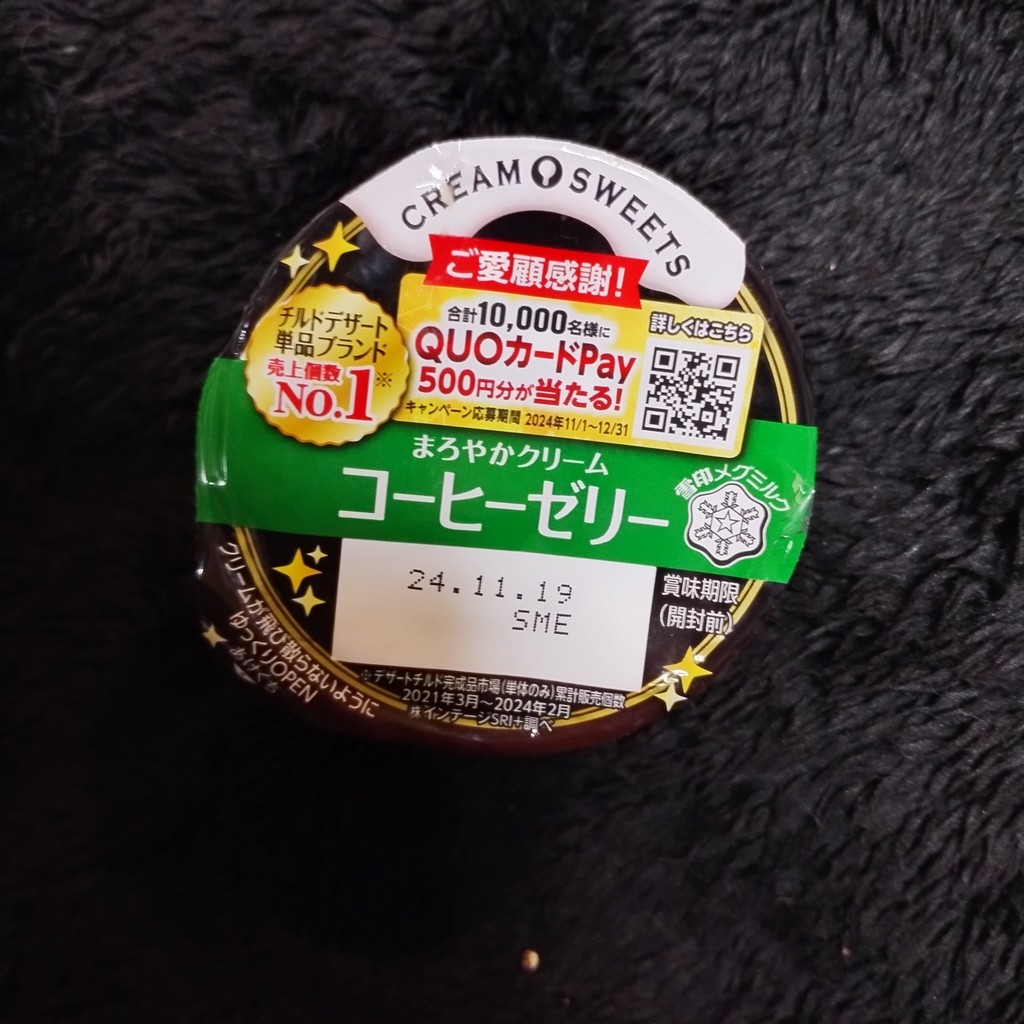 CREAM SWEETS
ご愛顧感謝!
チルドデザート
単品ブランド
売上個数
No.1※
合計10,000名様に
QUOカードPay
500円分が当たる!
キャンペーン応募期間 2024年11/1~12/31
詳しくはこちら
まろやかクリーム
コーヒーゼリー
雪印メグミルク
24.11.19
SME
賞味期限
(開封前)
クリームが飛び散らないように
ゆっくりOPEN
※デザートチルド完成品市場(単体のみ)累計販売個数
2021年3月~2024年2月
㈱インテージSRI+調べ